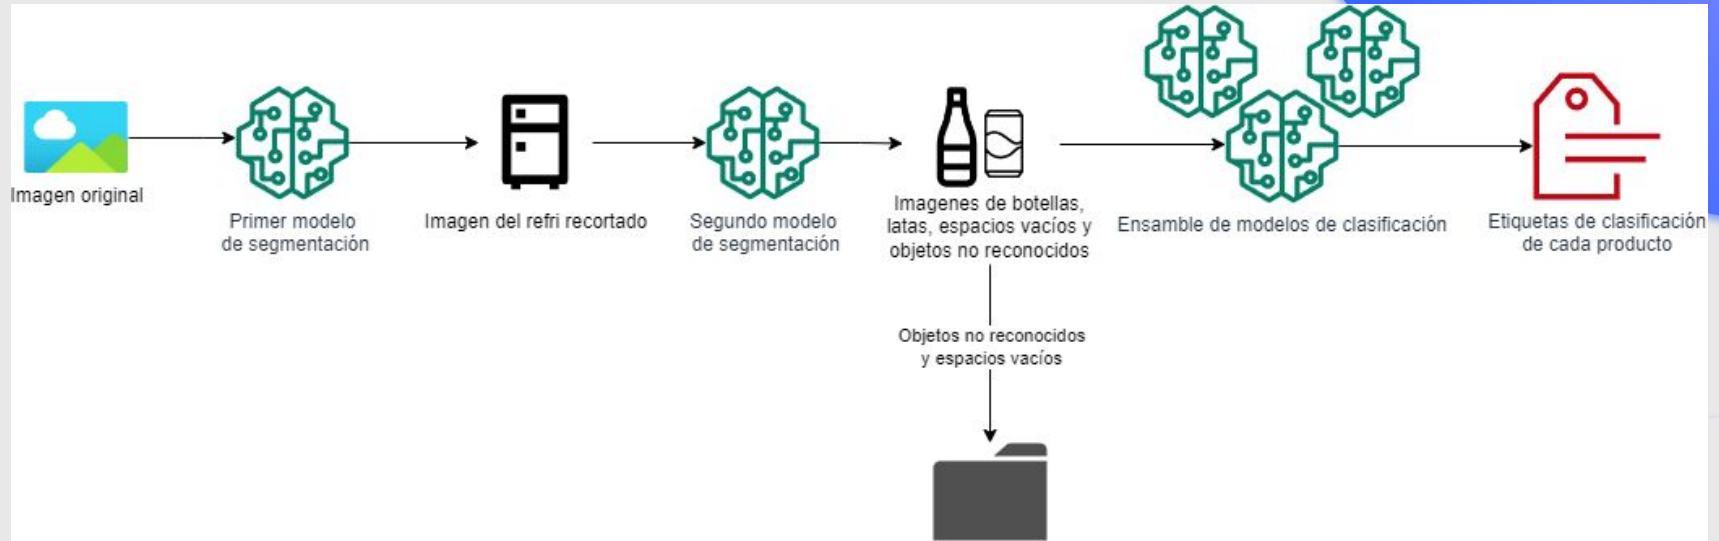 Imagen original
Primer modelo
de segmentación
Imagen del refri recortado
Segundo modelo
de segmentación
Imagenes de botellas,
latas, espacios vacíos y
objetos no reconocidos
Ensamble de modelos de clasificación
Etiquetas de clasificación
de cada producto
Objetos no reconocidos
y espacios vacíos